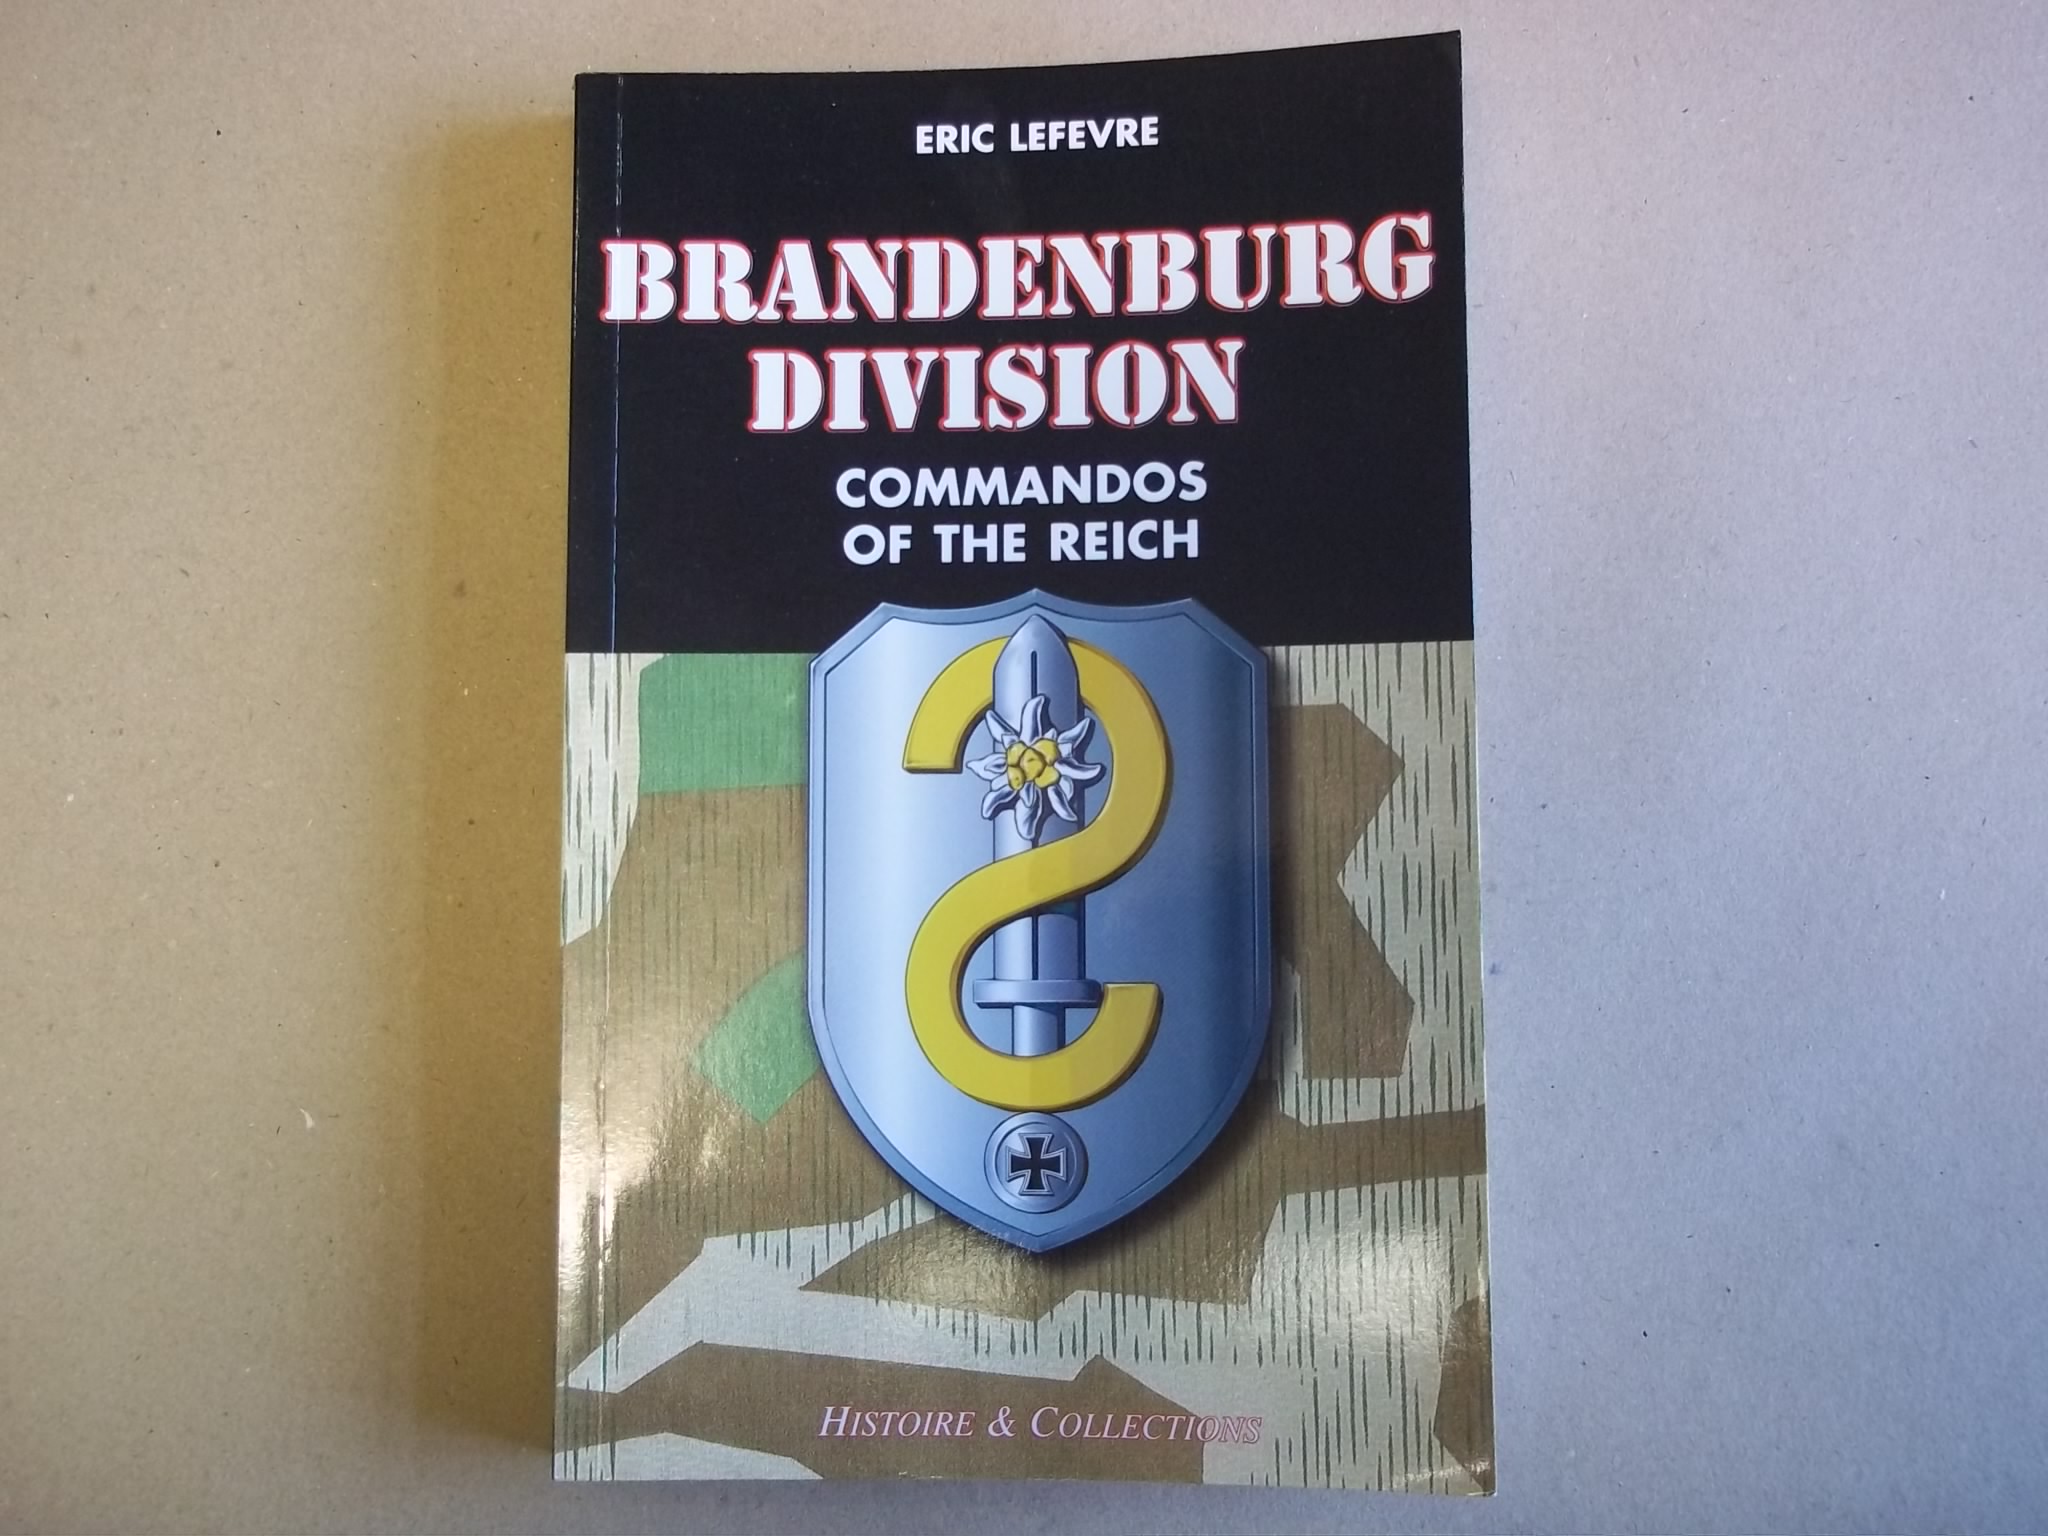 ERIC LEFEVRE
BRANDENBURG
DIVISION
COMMANDOS
OF THE REICH
HISTOIRE & COLLECTIONS